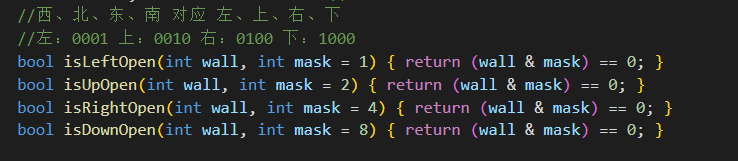 //西、北、东、南 对应 左、上、右、下
//左：0001 上：0010 右：0100 下：1000
bool isLeftOpen(int wall, int mask = 1) { return (wall & mask) == 0; }
bool isUpOpen(int wall, int mask = 2) { return (wall & mask) == 0; }
bool isRightOpen(int wall, int mask = 4) { return (wall & mask) == 0; }
bool isDownOpen(int wall, int mask = 8) { return (wall & mask) == 0; }